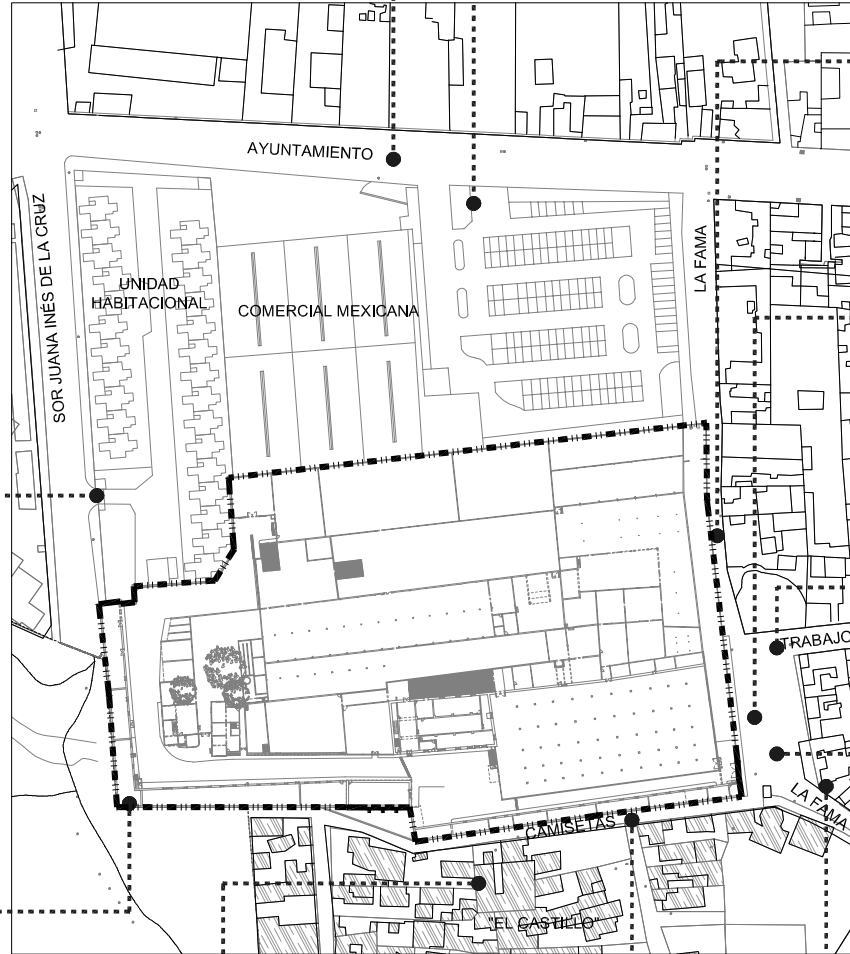 AYUNTAMIENTO
SOR JUANA INÉS DE LA CRUZ
UNIDAD
HABITACIONAL
COMERCIAL MEXICANA
LA FAMA
TRABAJO
LA FAMA
CAMISETAS
"EL CASTILLO"